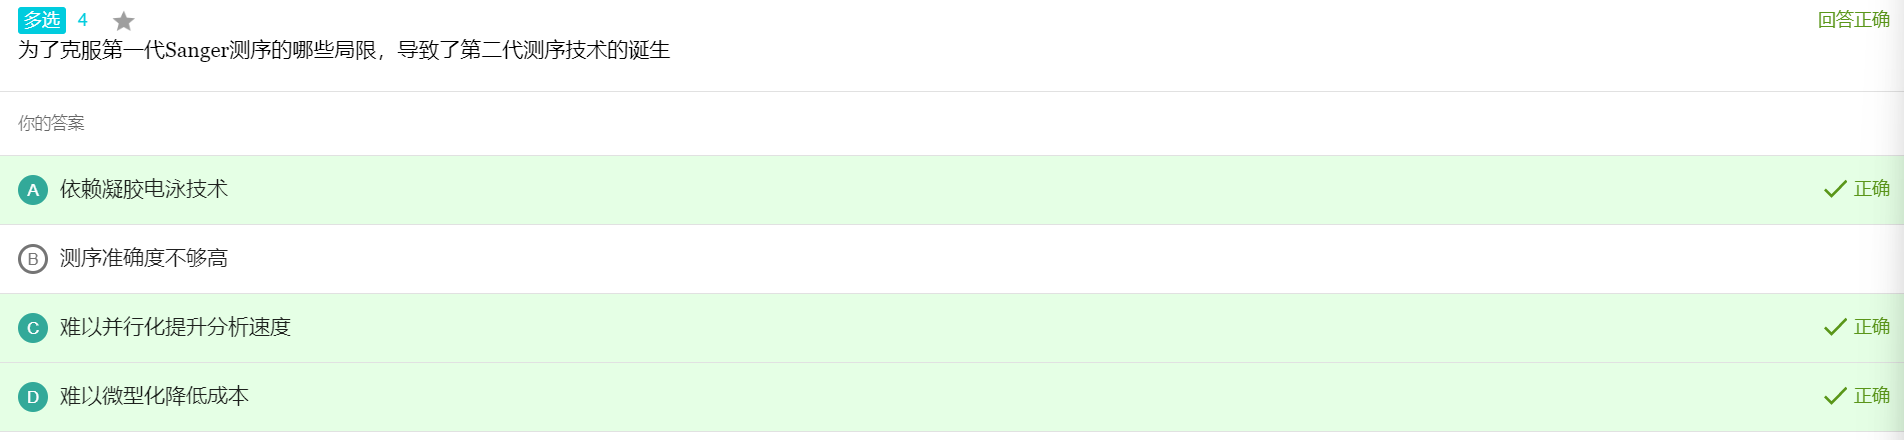 多选 4 回答正确
为了克服第一代Sanger测序的哪些局限，导致了第二代测序技术的诞生
你的答案
A 依赖凝胶电泳技术 正确
B 测序准确度不够高
C 难以并行化提升分析速度 正确
D 难以微型化降低成本 正确